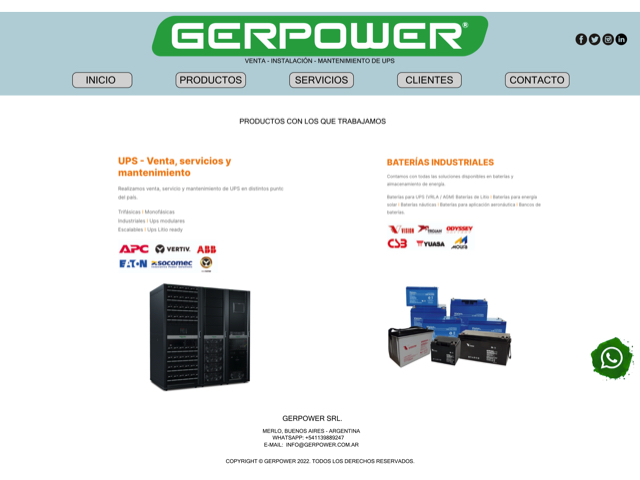 GERPOWER®
VENTA - INSTALACIÓN - MANTENIMIENTO DE UPS
INICIO
PRODUCTOS
SERVICIOS
CLIENTES
CONTACTO
PRODUCTOS CON LOS QUE TRABAJAMOS
UPS - Venta, servicios y
mantenimiento
Realizamos venta, servicio y mantenimiento de UPS en distintos punto
del país.
Trifásicas I Monofásicas
Industriales I Ups modulares
Escalables I Ups Litio ready
APC VERTIV. ABB
EATON socomec
BATERÍAS INDUSTRIALES
Contamos con todas las soluciones disponibles en baterías y
almacenamiento de energía.
Baterías para UPS (VRLA / AGM) Baterías de Litio I Baterías para energía
solar I Baterías náuticas I Baterías para aplicación aeronáutica I Bancos de
baterías.
VISION TROJAN ODYSSEY
CSB YUASA moura
GERPOWER SRL.
MERLO, BUENOS AIRES - ARGENTINA
WHATSAPP: +541139889247
E-MAIL: INFO@GERPOWER.COM.AR
COPYRIGHT © GERPOWER 2022. TODOS LOS DERECHOS RESERVADOS.